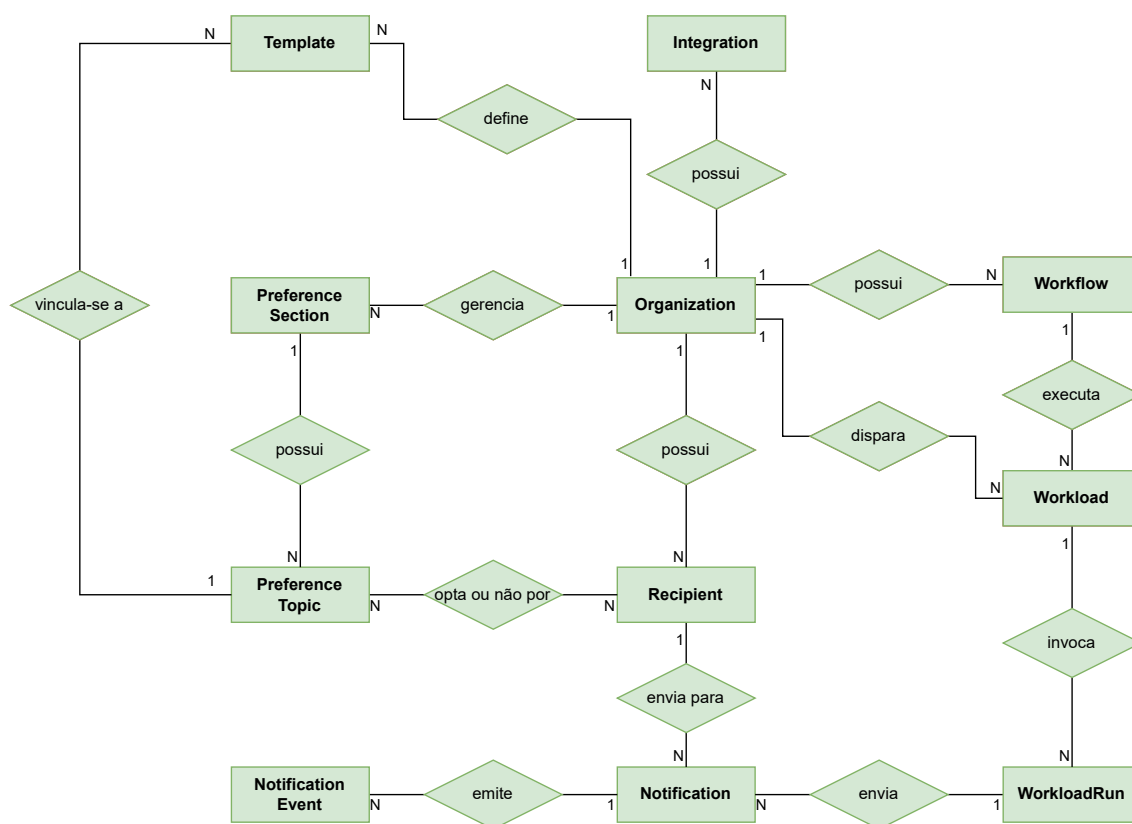 N
Template
N
Integration
N
define
possui
1
1
1
possui
N
Workflow
vincula-se a
Preference
Section
N
gerencia
1
Organization
1
1
1
1
executa
possui
possui
dispara
N
N
Workload
N
N
1
1
Preference
Topic
N
opta ou não por
N
Recipient
1
invoca
envia para
N
N
Notification
Event
N
emite
1
Notification
N
envia
1
WorkloadRun